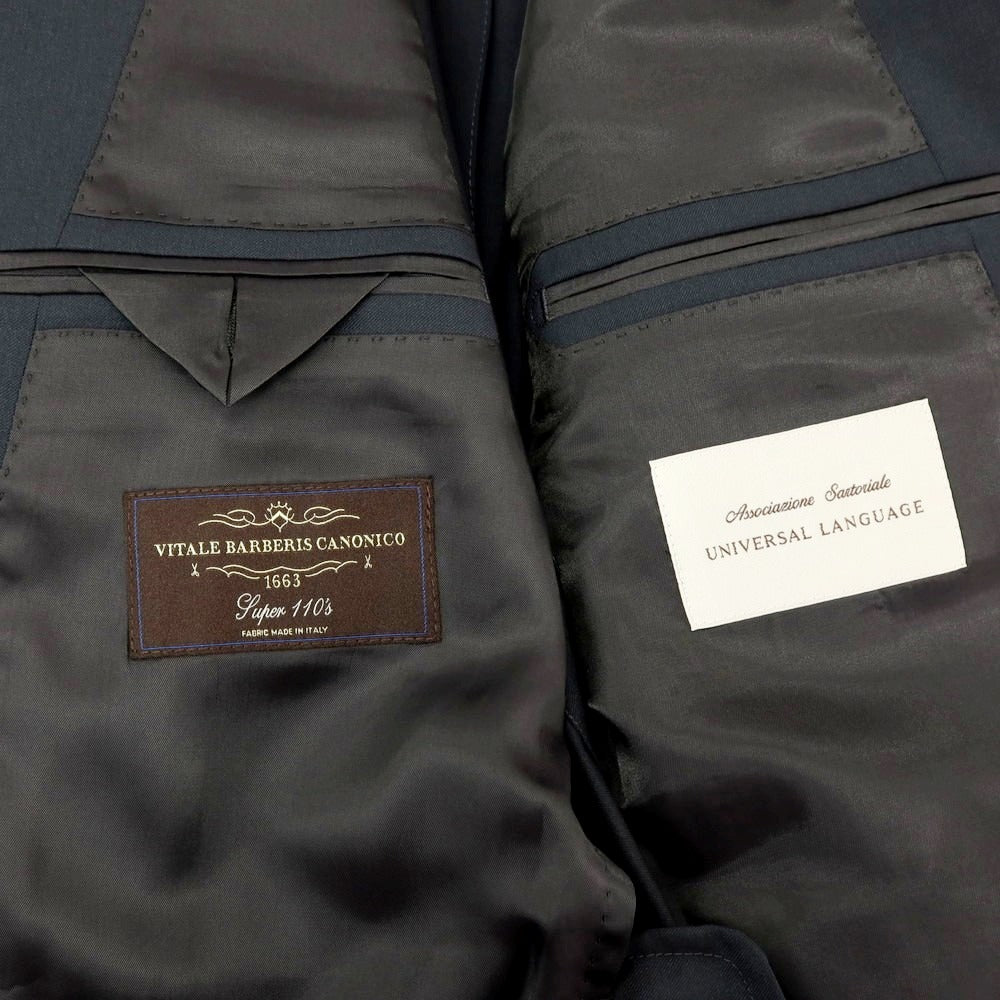 VITALE BARBERIS CANONICO
1663
Super 110's
FABRIC MADE IN ITALY
Associazione Sartoriale
UNIVERSAL LANGUAGE